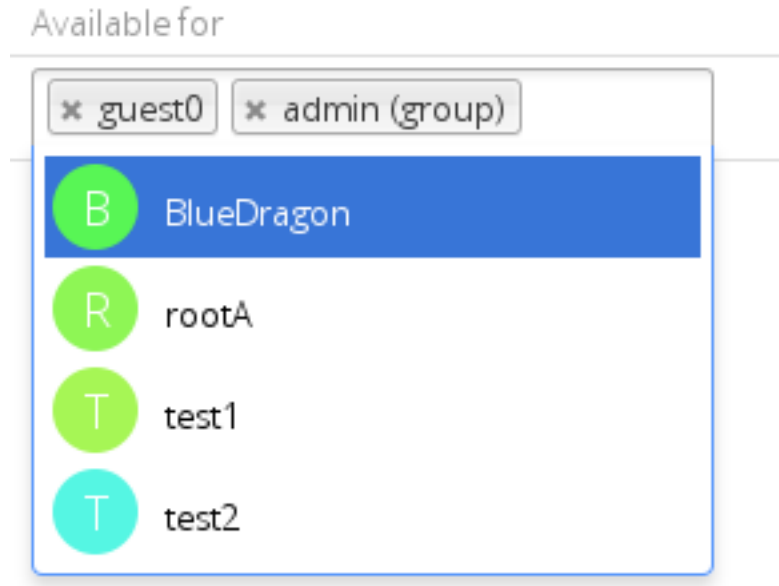 Available for
× guest0 × admin (group)
B BlueDragon
R rootA
T test1
T test2